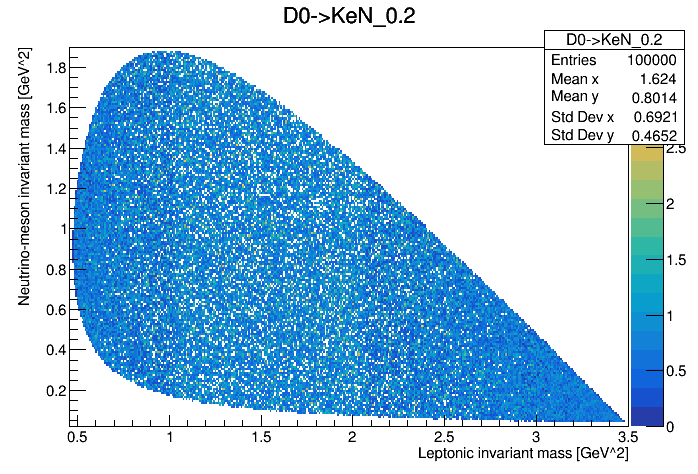 D0->KeN_0.2
D0->KeN_0.2
Entries 100000
Mean x 1.624
Mean y 0.8014
Std Dev x 0.6921
Std Dev y 0.4652
Neutrino-meson invariant mass [GeV^2]
1.8
1.6
1.4
1.2
1
0.8
0.6
0.4
0.2
0.5 1 1.5 2 2.5 3 3.5
Leptonic invariant mass [GeV^2]
2.5
2
1.5
1
0.5
0